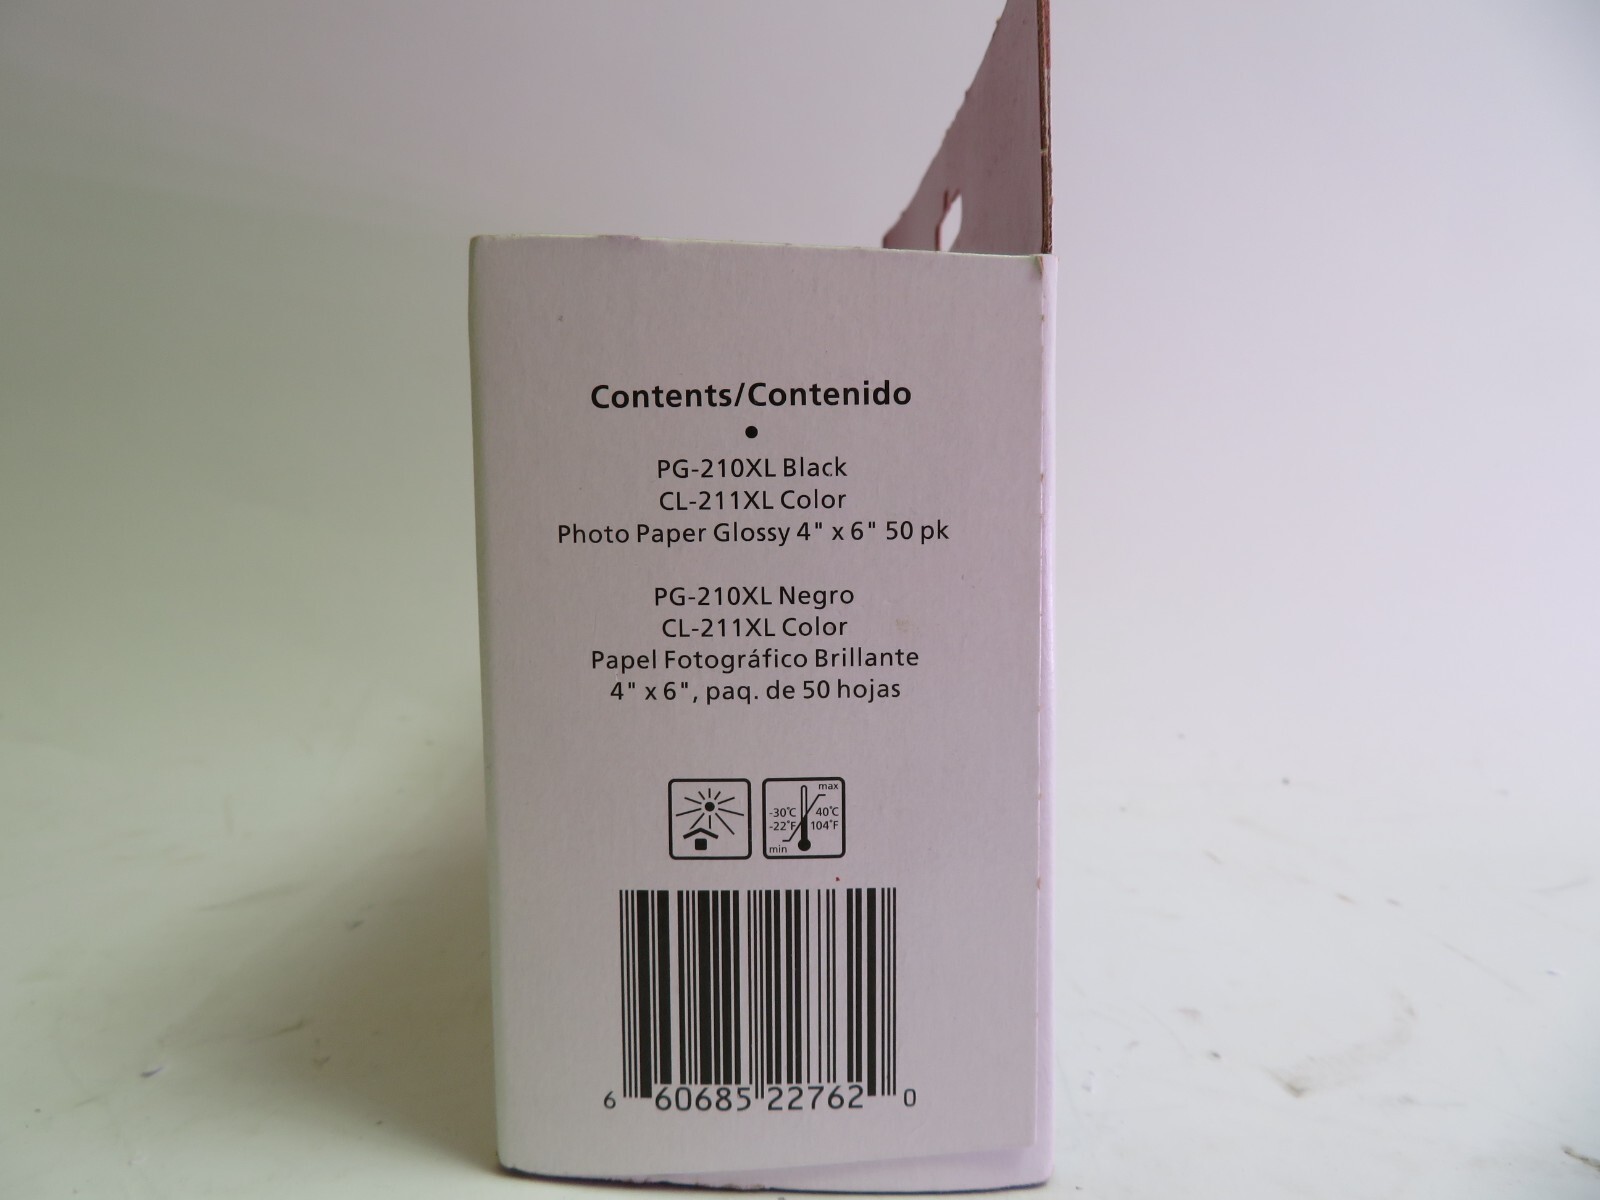 Contents/Contenido
•
PG-210XL Black
CL-211XL Color
Photo Paper Glossy 4" x 6" 50 pk
PG-210XL Negro
CL-211XL Color
Papel Fotográfico Brillante
4" x 6", paq. de 50 hojas
max
-30°C 40°C
-22°F 104°F
min
6 60685 22762 0